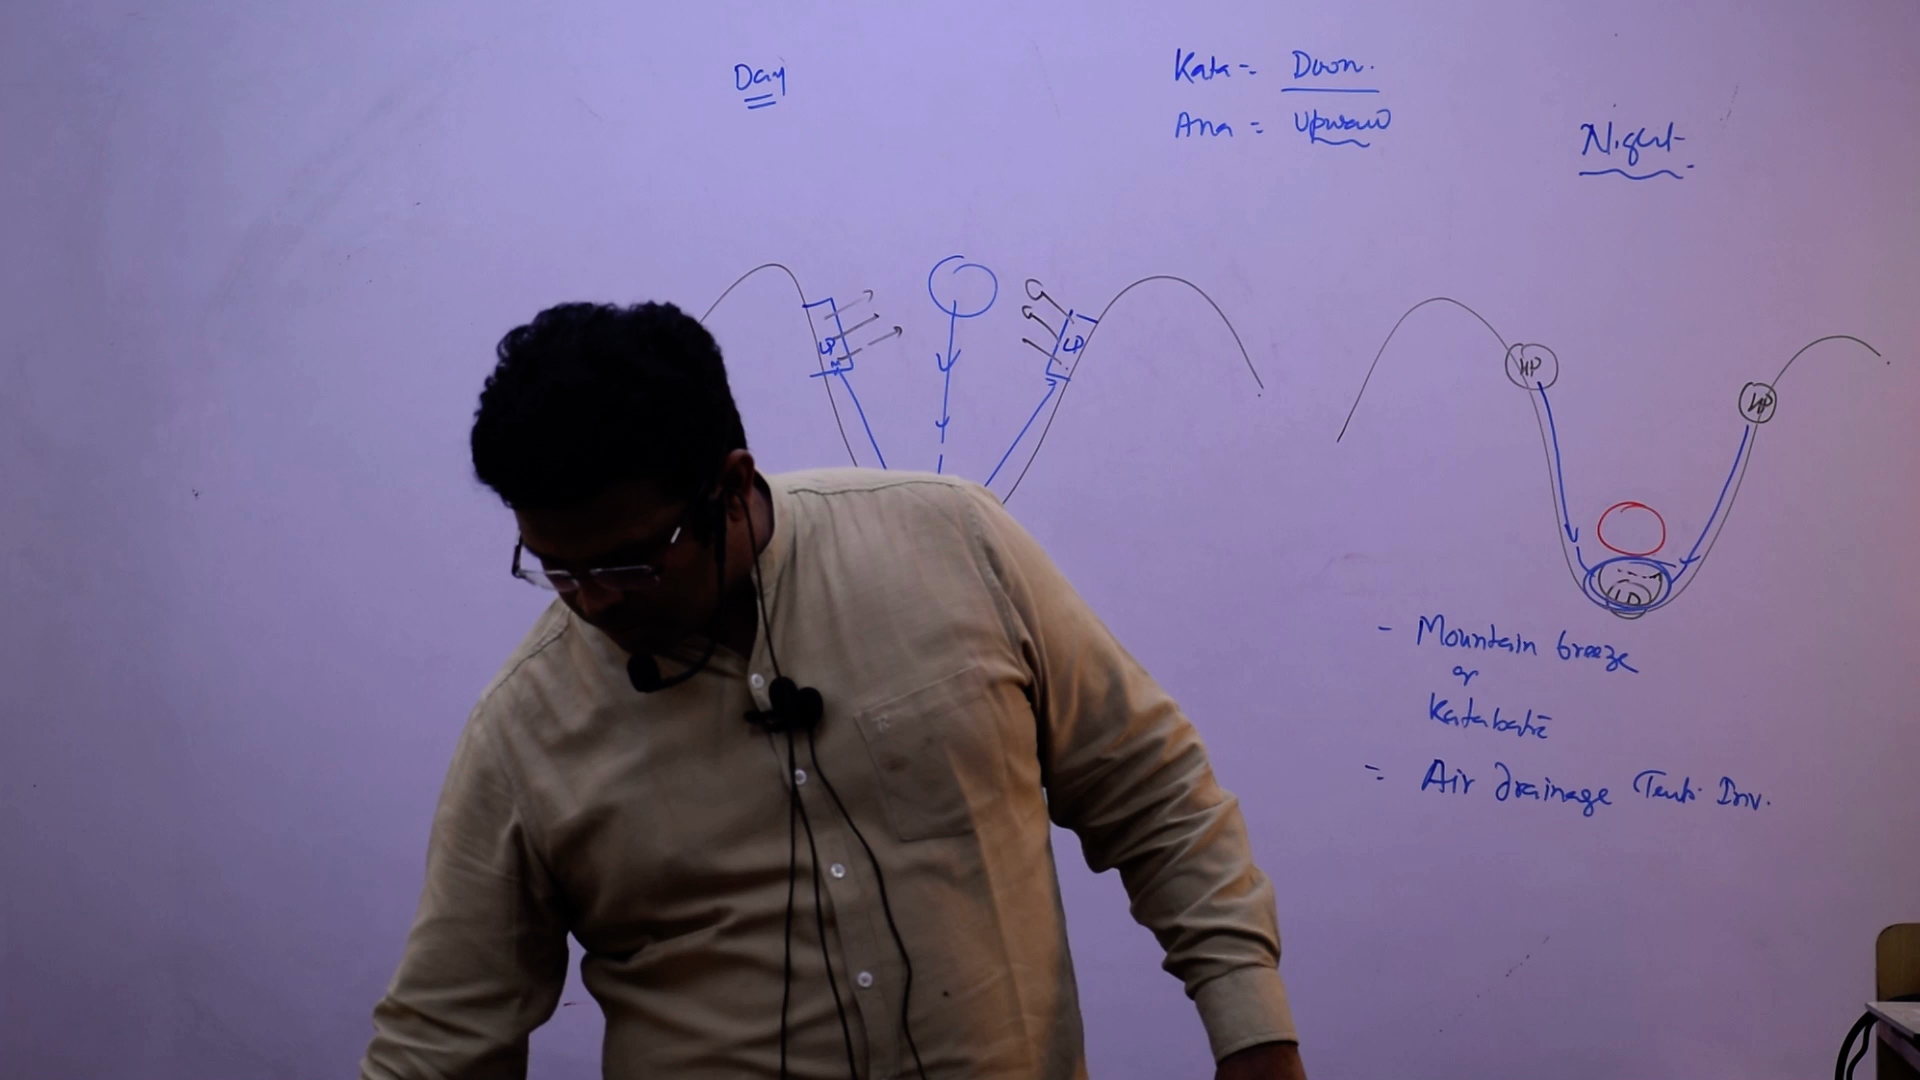 Day
Kata = Down.
Ana = Upward
Night
LP
LP
HP
HP
LP
- Mountain breeze
or
Katabatic
= Air drainage Temp. Inv.